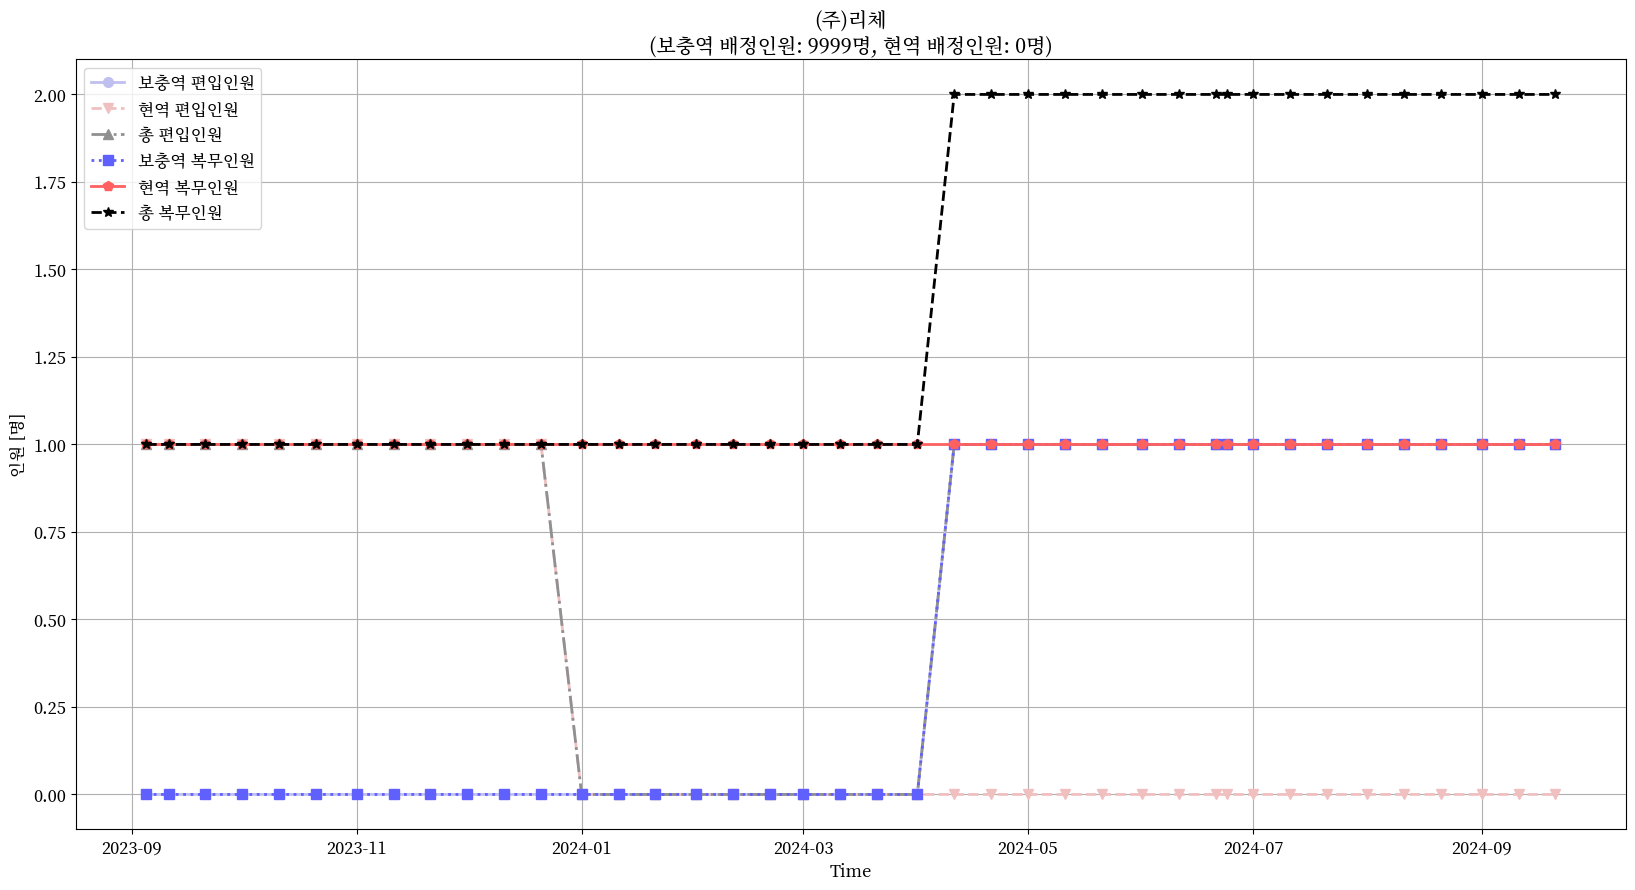 (주)리체
(보충역 배정인원: 9999명, 현역 배정인원: 0명)
보충역 편입인원
현역 편입인원
총 편입인원
보충역 복무인원
현역 복무인원
총 복무인원
인원 [명]
2.00
1.75
1.50
1.25
1.00
0.75
0.50
0.25
0.00
2023-09 2023-11 2024-01 2024-03 2024-05 2024-07 2024-09
Time